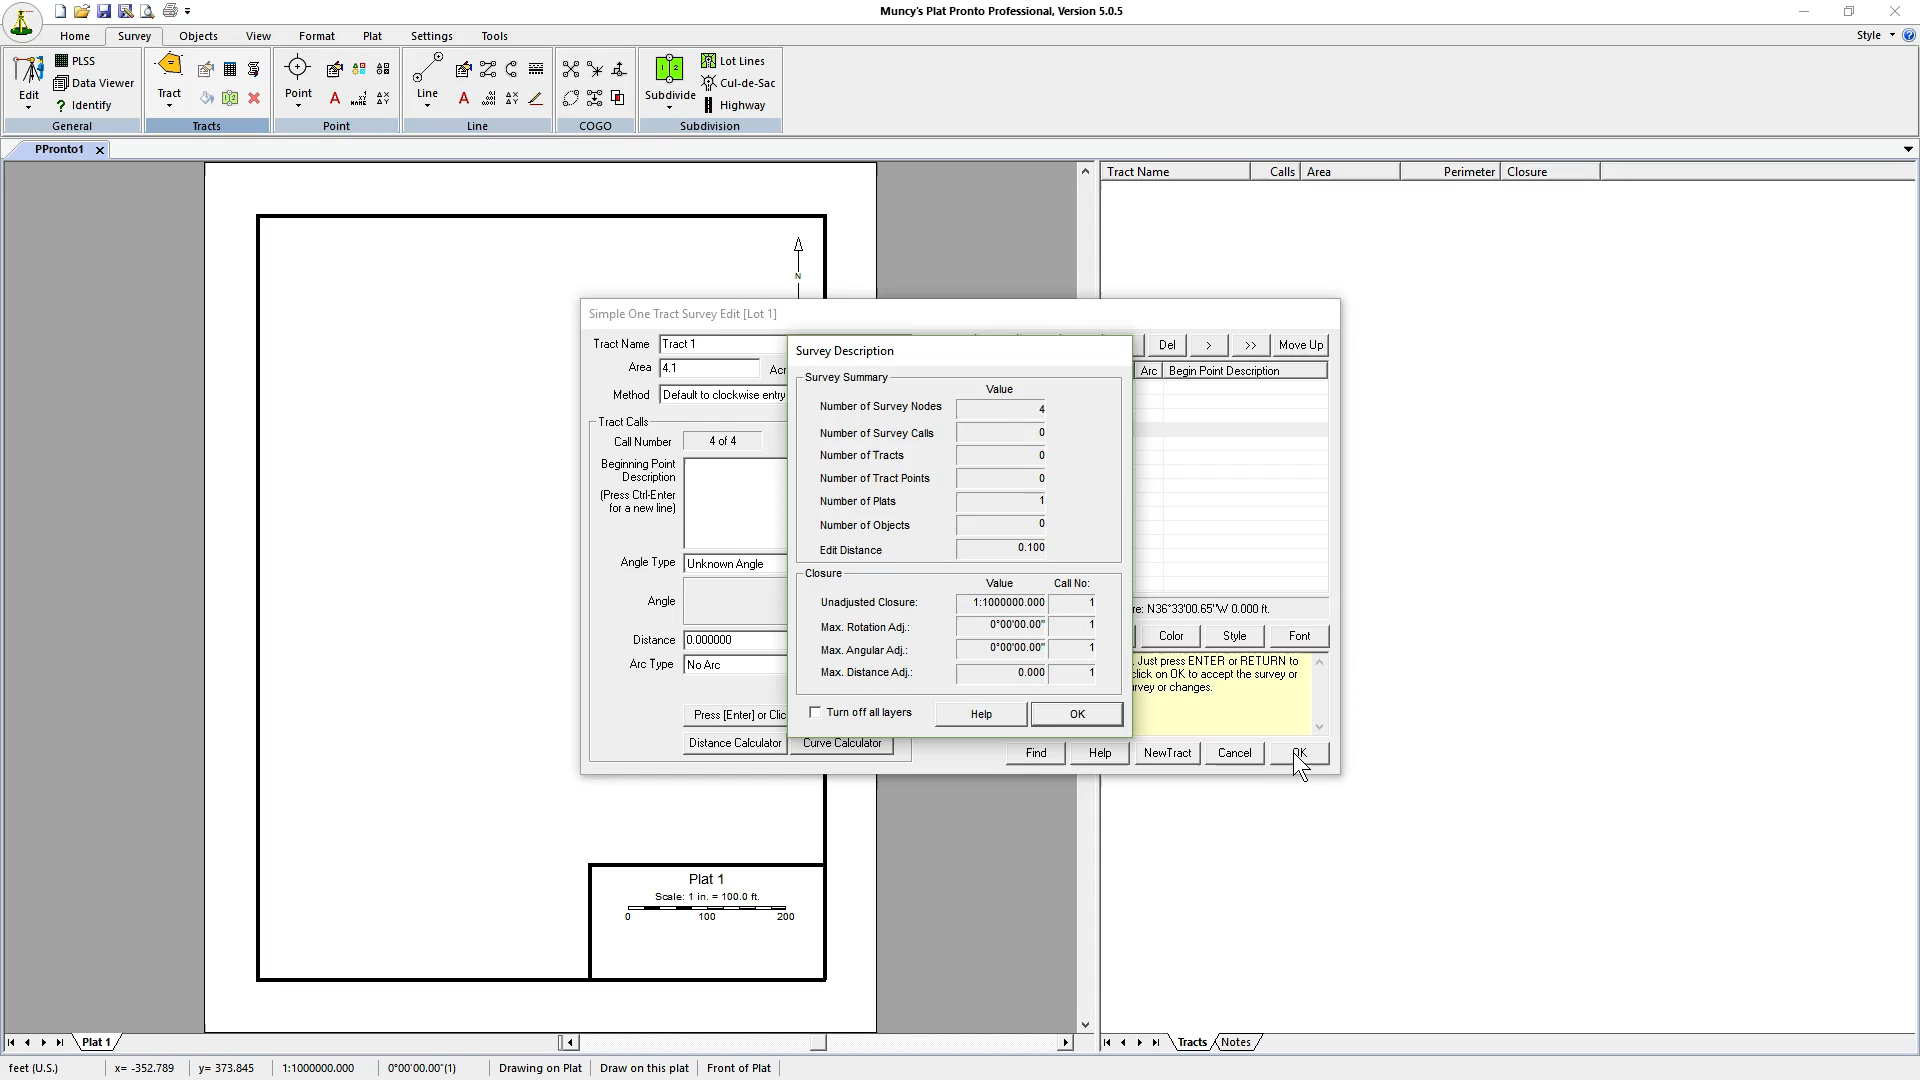 Muncy's Plat Pronto Professional, Version 5.0.5
Home Survey Objects View Format Plat Settings Tools Style
PLSS
Data Viewer
Identify
Edit
General
Tract
Tracts
Point
Point
Line
Line
COGO
Subdivide
Lot Lines
Cul-de-Sac
Highway
Subdivision
PPronto1
Tract Name Calls Area Perimeter Closure
N
Simple One Tract Survey Edit [Lot 1]
Tract Name Tract 1
Area 4.1 Acr
Method Default to clockwise entry
Tract Calls
Call Number 4 of 4
Beginning Point
Description
(Press Ctrl-Enter
for a new line)
Angle Type Unknown Angle
Angle
Distance 0.000000
Arc Type No Arc
Press [Enter] or Clic
Distance Calculator Curve Calculator
Del > >> Move Up
Arc Begin Point Description
re: N36°33'00.65"W 0.000 ft.
Color Style Font
. Just press ENTER or RETURN to
click on OK to accept the survey or
rvey or changes.
Find Help NewTract Cancel OK
Survey Description
Survey Summary
Value
Number of Survey Nodes 4
Number of Survey Calls 0
Number of Tracts 0
Number of Tract Points 0
Number of Plats 1
Number of Objects 0
Edit Distance 0.100
Closure
Value Call No:
Unadjusted Closure: 1:1000000.000 1
Max. Rotation Adj.: 0°00'00.00" 1
Max. Angular Adj.: 0°00'00.00" 1
Max. Distance Adj.: 0.000 1
Turn off all layers Help OK
Plat 1
Scale: 1 in. = 100.0 ft.
0 100 200
Plat 1
Tracts Notes
feet (U.S.) x= -352.789 y= 373.845 1:1000000.000 0°00'00.00"(1) Drawing on Plat Draw on this plat Front of Plat